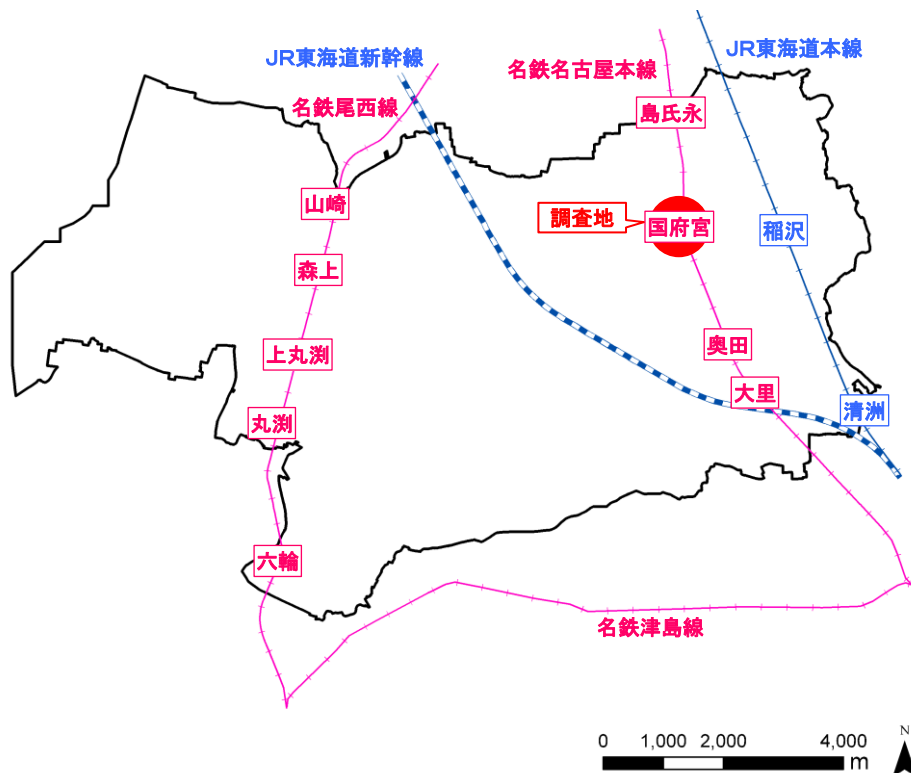 JR東海道新幹線
名鉄尾西線
名鉄名古屋本線
JR東海道本線
島氏永
山崎
調査地
国府宮
稲沢
森上
上丸渕
奥田
大里
丸渕
清洲
六輪
名鉄津島線
0 1,000 2,000 4,000
m
N